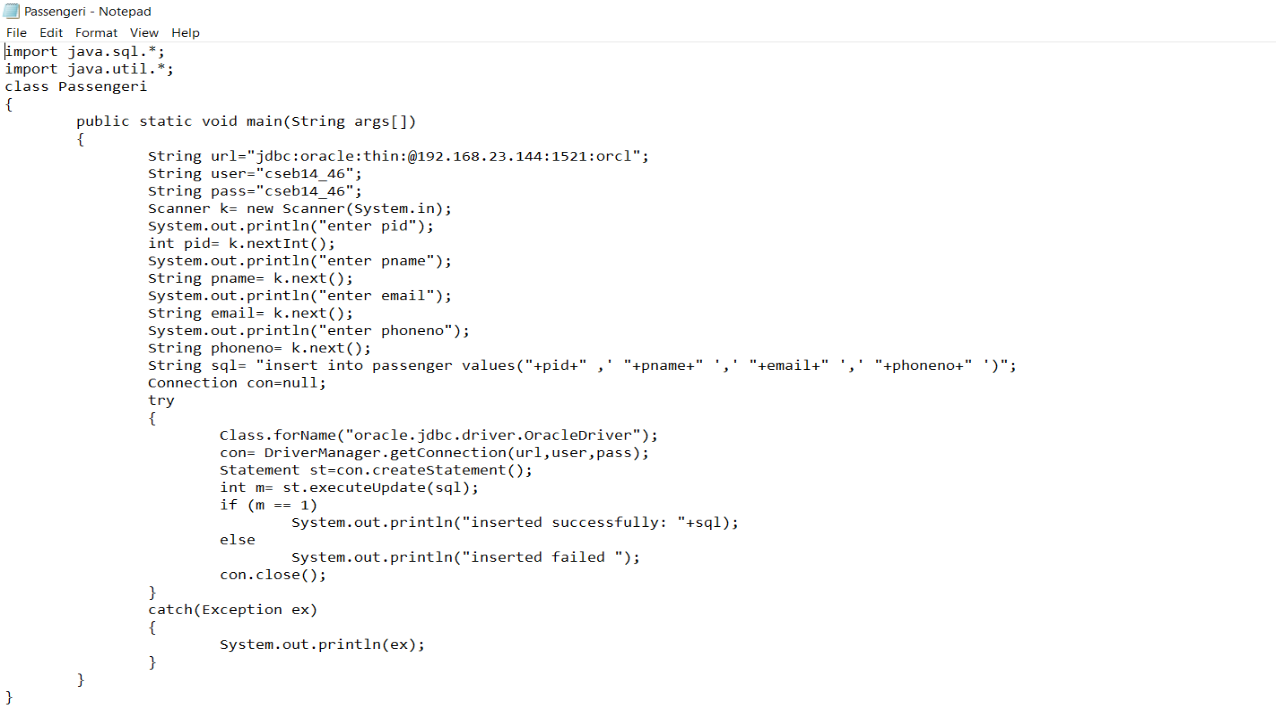 Passengeri - Notepad
File Edit Format View Help
import java.sql.*;
import java.util.*;
class Passengeri
{
        public static void main(String args[])
        {
                String url="jdbc:oracle:thin:@192.168.23.144:1521:orcl";
                String user="cseb14_46";
                String pass="cseb14_46";
                Scanner k= new Scanner(System.in);
                System.out.println("enter pid");
                int pid= k.nextInt();
                System.out.println("enter pname");
                String pname= k.next();
                System.out.println("enter email");
                String email= k.next();
                System.out.println("enter phoneno");
                String phoneno= k.next();
                String sql= "insert into passenger values("+pid+" ,' "+pname+" ',' "+email+" ',' "+phoneno+" ')";
                Connection con=null;
                try
                {
                        Class.forName("oracle.jdbc.driver.OracleDriver");
                        con= DriverManager.getConnection(url,user,pass);
                        Statement st=con.createStatement();
                        int m= st.executeUpdate(sql);
                        if (m == 1)
                                System.out.println("inserted successfully: "+sql);
                        else
                                System.out.println("inserted failed ");
                        con.close();
                }
                catch(Exception ex)
                {
                        System.out.println(ex);
                }
        }
}